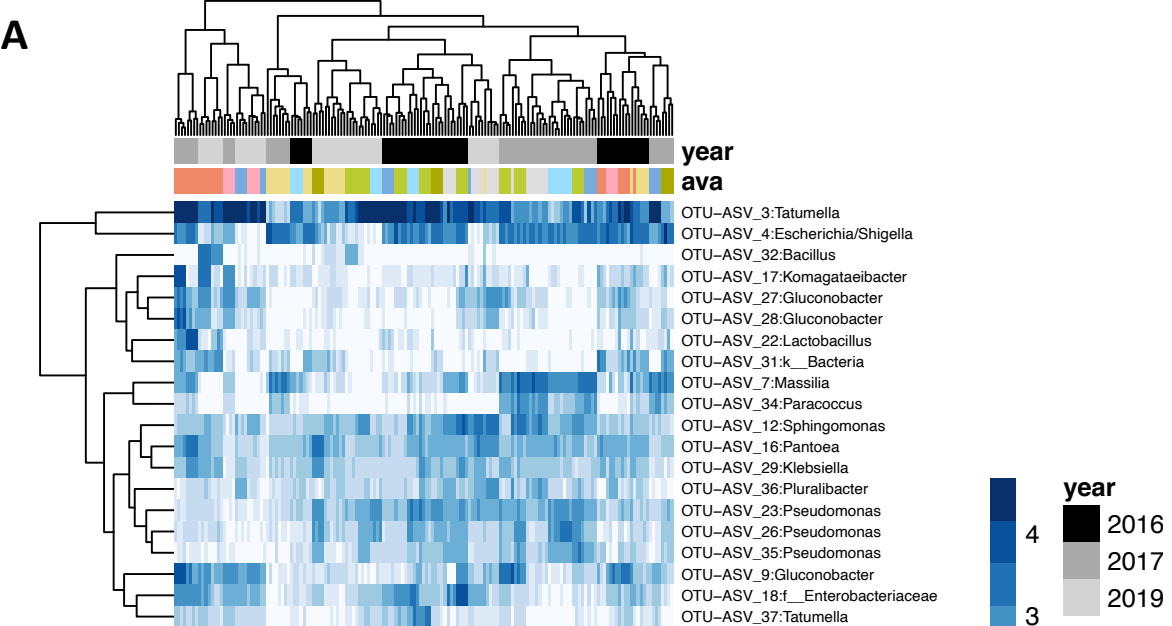 A
year
ava
OTU−ASV_3:Tatumella
OTU−ASV_4:Escherichia/Shigella
OTU−ASV_32:Bacillus
OTU−ASV_17:Komagataeibacter
OTU−ASV_27:Gluconobacter
OTU−ASV_28:Gluconobacter
OTU−ASV_22:Lactobacillus
OTU−ASV_31:k__Bacteria
OTU−ASV_7:Massilia
OTU−ASV_34:Paracoccus
OTU−ASV_12:Sphingomonas
OTU−ASV_16:Pantoea
OTU−ASV_29:Klebsiella
OTU−ASV_36:Pluralibacter
OTU−ASV_23:Pseudomonas
OTU−ASV_26:Pseudomonas
OTU−ASV_35:Pseudomonas
OTU−ASV_9:Gluconobacter
OTU−ASV_18:f__Enterobacteriaceae
OTU−ASV_37:Tatumella
4
3
year
2016
2017
2019